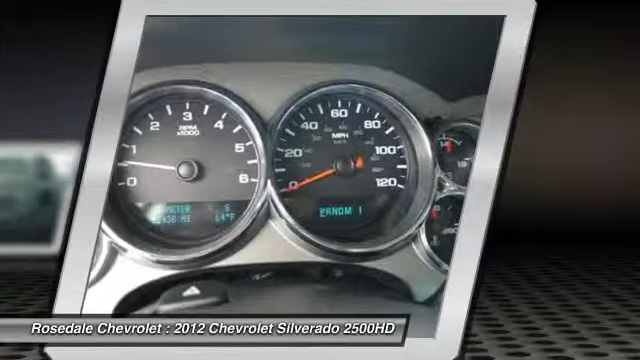 3
2 4
RPM
x1000
1 5
0 6
60
40 80
MPH
20 100
0 120
64°F
PRNDM 1
Rosedale Chevrolet : 2012 Chevrolet Silverado 2500HD